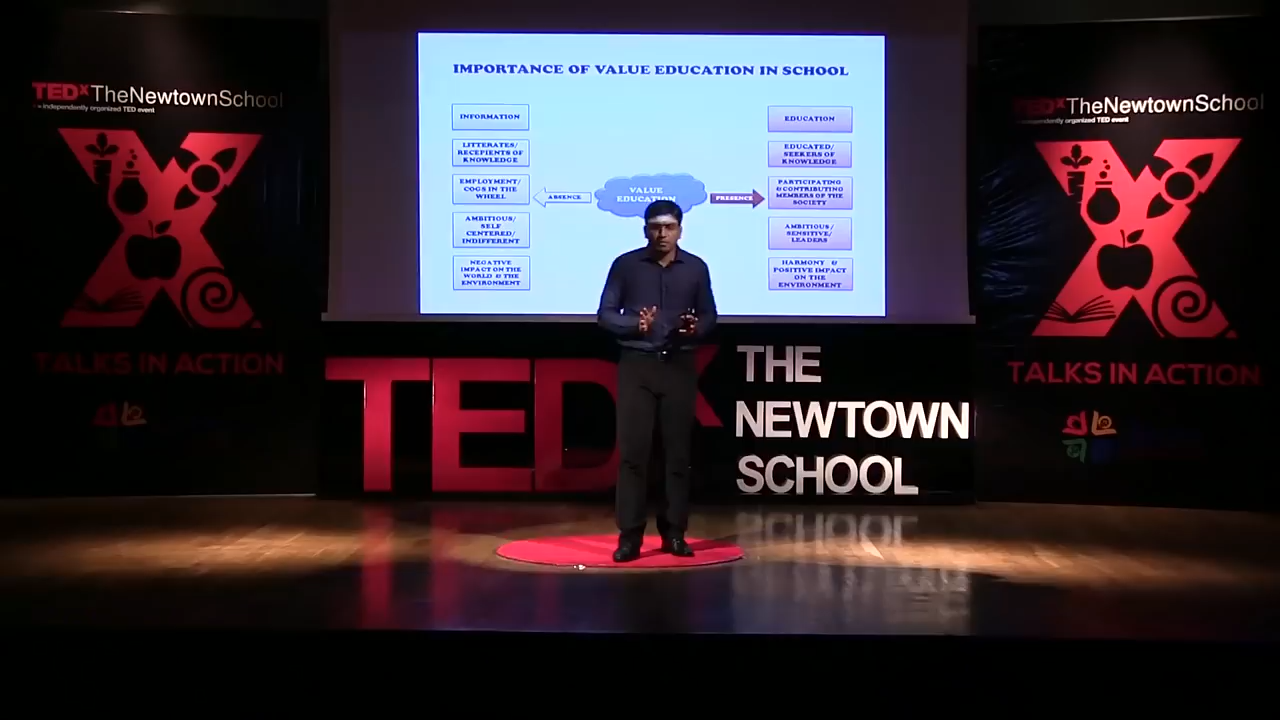 TEDxTheNewtownSchool
x = independently organized TED event
TALKS IN ACTION
IMPORTANCE OF VALUE EDUCATION IN SCHOOL
INFORMATION
LITTERATES/
RECEPIENTS OF
KNOWLEDGE
EMPLOYMENT/
COGS IN THE
WHEEL
AMBITIOUS/
SELF
CENTERED/
INDIFFERENT
NEGATIVE
IMPACT ON THE
WORLD & THE
ENVIRONMENT
ABSENCE
VALUE
EDUCATION
PRESENCE
EDUCATION
EDUCATED/
SEEKERS OF
KNOWLEDGE
PARTICIPATING
& CONTRIBUTING
MEMBERS OF THE
SOCIETY
AMBITIOUS/
SENSITIVE/
LEADERS
HARMONY &
POSITIVE IMPACT
ON THE
ENVIRONMENT
TEDx
THE
NEWTOWN
SCHOOL
TEDxTheNewtownSchool
independently organized TED event
TALKS IN ACTION